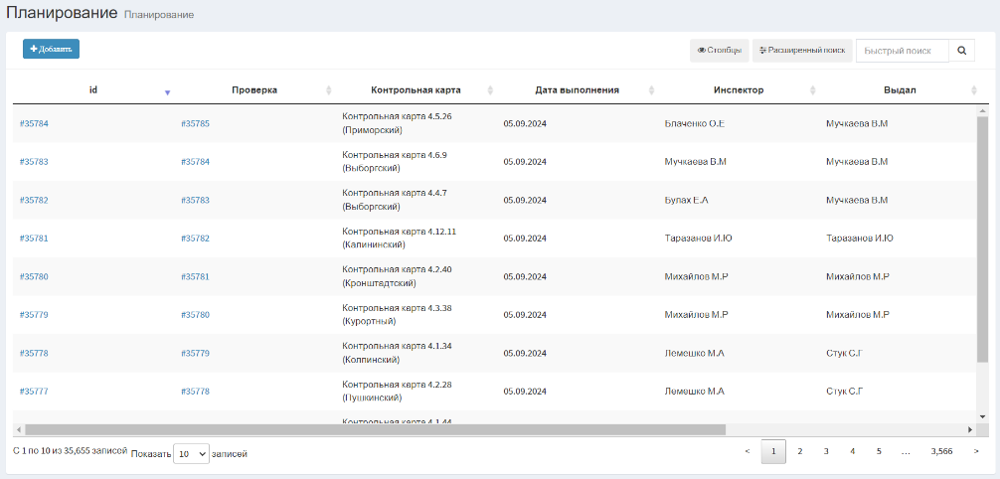 Планирование Планирование
Добавить Столбцы Расширенный поиск Быстрый поиск
id Проверка Контрольная карта Дата выполнения Инспектор Выдал
#35784 #35785 Контрольная карта 4.5.26 (Приморский) 05.09.2024 Блаченко О.Е Мучкаева В.М
#35783 #35784 Контрольная карта 4.6.9 (Выборгский) 05.09.2024 Мучкаева В.М Мучкаева В.М
#35782 #35783 Контрольная карта 4.4.7 (Выборгский) 05.09.2024 Булах Е.А Мучкаева В.М
#35781 #35782 Контрольная карта 4.12.11 (Калининский) 05.09.2024 Таразанов И.Ю Таразанов И.Ю
#35780 #35781 Контрольная карта 4.2.40 (Кронштадтский) 05.09.2024 Михайлов М.Р Михайлов М.Р
#35779 #35780 Контрольная карта 4.3.38 (Курортный) 05.09.2024 Михайлов М.Р Михайлов М.Р
#35778 #35779 Контрольная карта 4.1.34 (Колпинский) 05.09.2024 Лемешко М.А Стук С.Г
#35777 #35778 Контрольная карта 4.2.28 (Пушкинский) 05.09.2024 Лемешко М.А Стук С.Г
Контрольная карта 4.1.44
С 1 по 10 из 35,655 записей Показать 10 записей < 1 2 3 4 5 ... 3,566 >